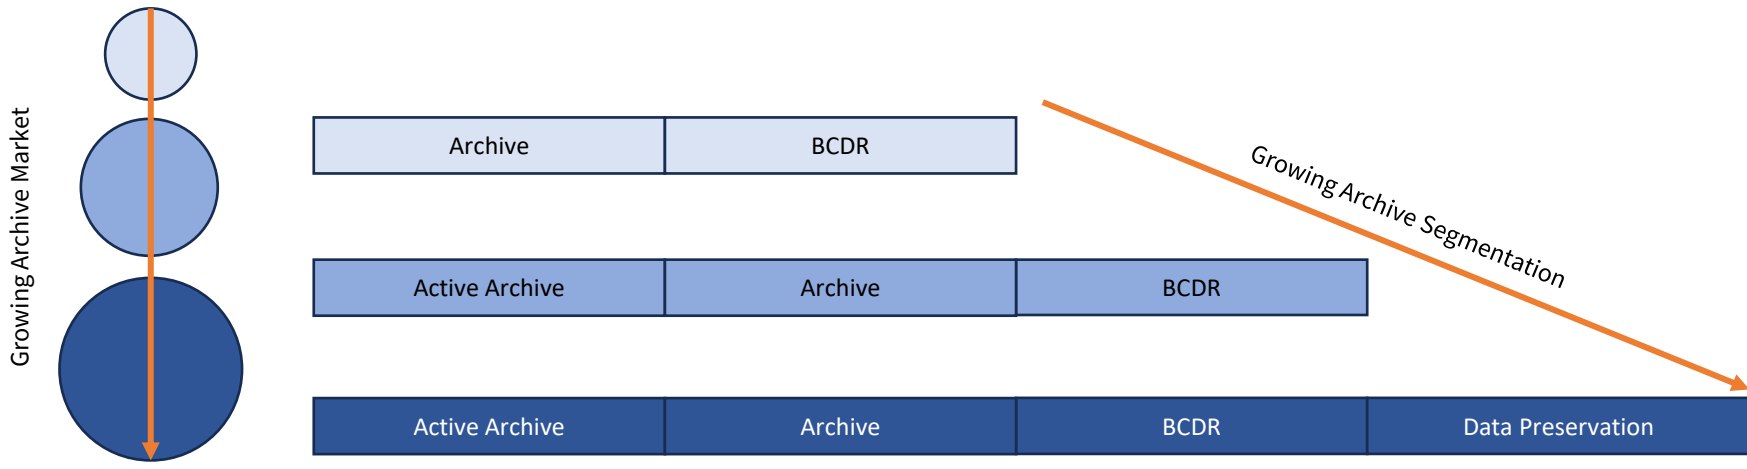 Growing Archive Market
Archive
BCDR
Growing Archive Segmentation
Active Archive
Archive
BCDR
Active Archive
Archive
BCDR
Data Preservation